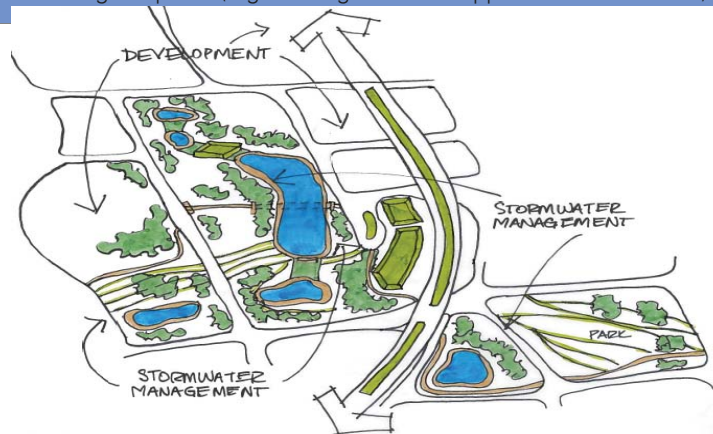 DEVELOPMENT
STORMWATER
MANAGEMENT
PARK
STORMWATER
MANAGEMENT